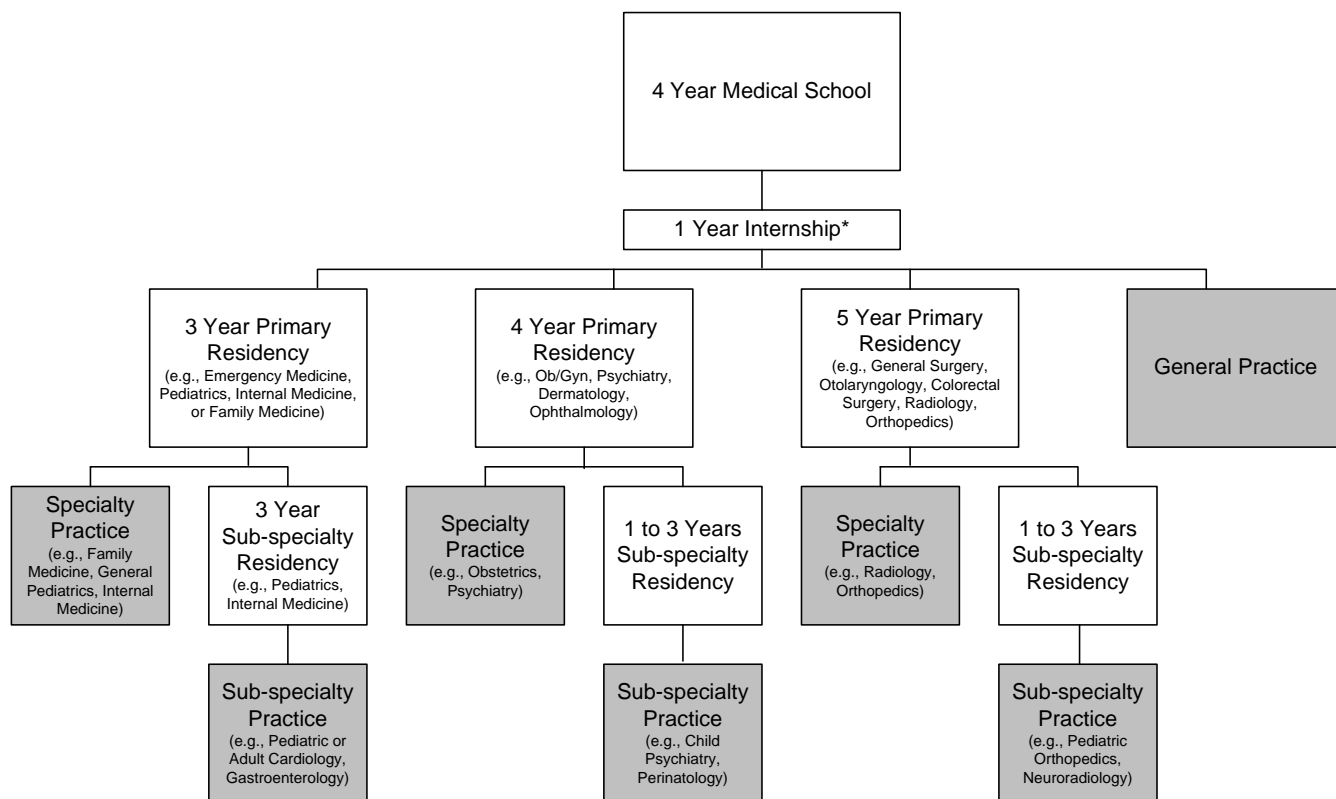 4 Year Medical School
1 Year Internship*
3 Year Primary
Residency
(e.g., Emergency Medicine,
Pediatrics, Internal Medicine,
or Family Medicine)
4 Year Primary
Residency
(e.g., Ob/Gyn, Psychiatry,
Dermatology,
Ophthalmology)
5 Year Primary
Residency
(e.g., General Surgery,
Otolaryngology, Colorectal
Surgery, Radiology,
Orthopedics)
General Practice
Specialty
Practice
(e.g., Family
Medicine, General
Pediatrics, Internal
Medicine)
3 Year
Sub-specialty
Residency
(e.g., Pediatrics,
Internal Medicine)
Specialty
Practice
(e.g., Obstetrics,
Psychiatry)
1 to 3 Years
Sub-specialty
Residency
Specialty
Practice
(e.g., Radiology,
Orthopedics)
1 to 3 Years
Sub-specialty
Residency
Sub-specialty
Practice
(e.g., Pediatric or
Adult Cardiology,
Gastroenterology)
Sub-specialty
Practice
(e.g., Child
Psychiatry,
Perinatology)
Sub-specialty
Practice
(e.g., Pediatric
Orthopedics,
Neuroradiology)